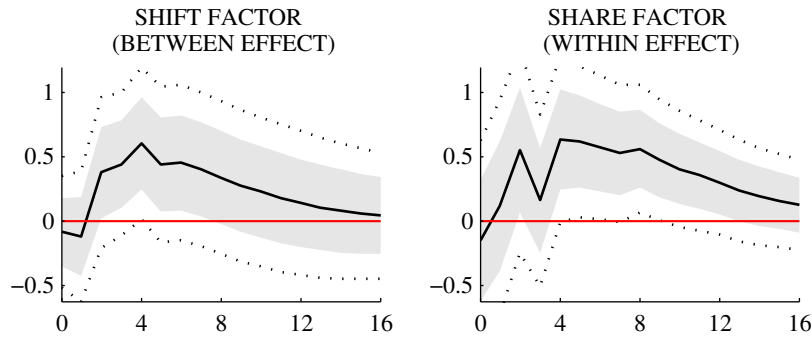 SHIFT FACTOR
(BETWEEN EFFECT)
1
0.5
0
−0.5
0 4 8 12 16
SHARE FACTOR
(WITHIN EFFECT)
1
0.5
0
−0.5
0 4 8 12 16